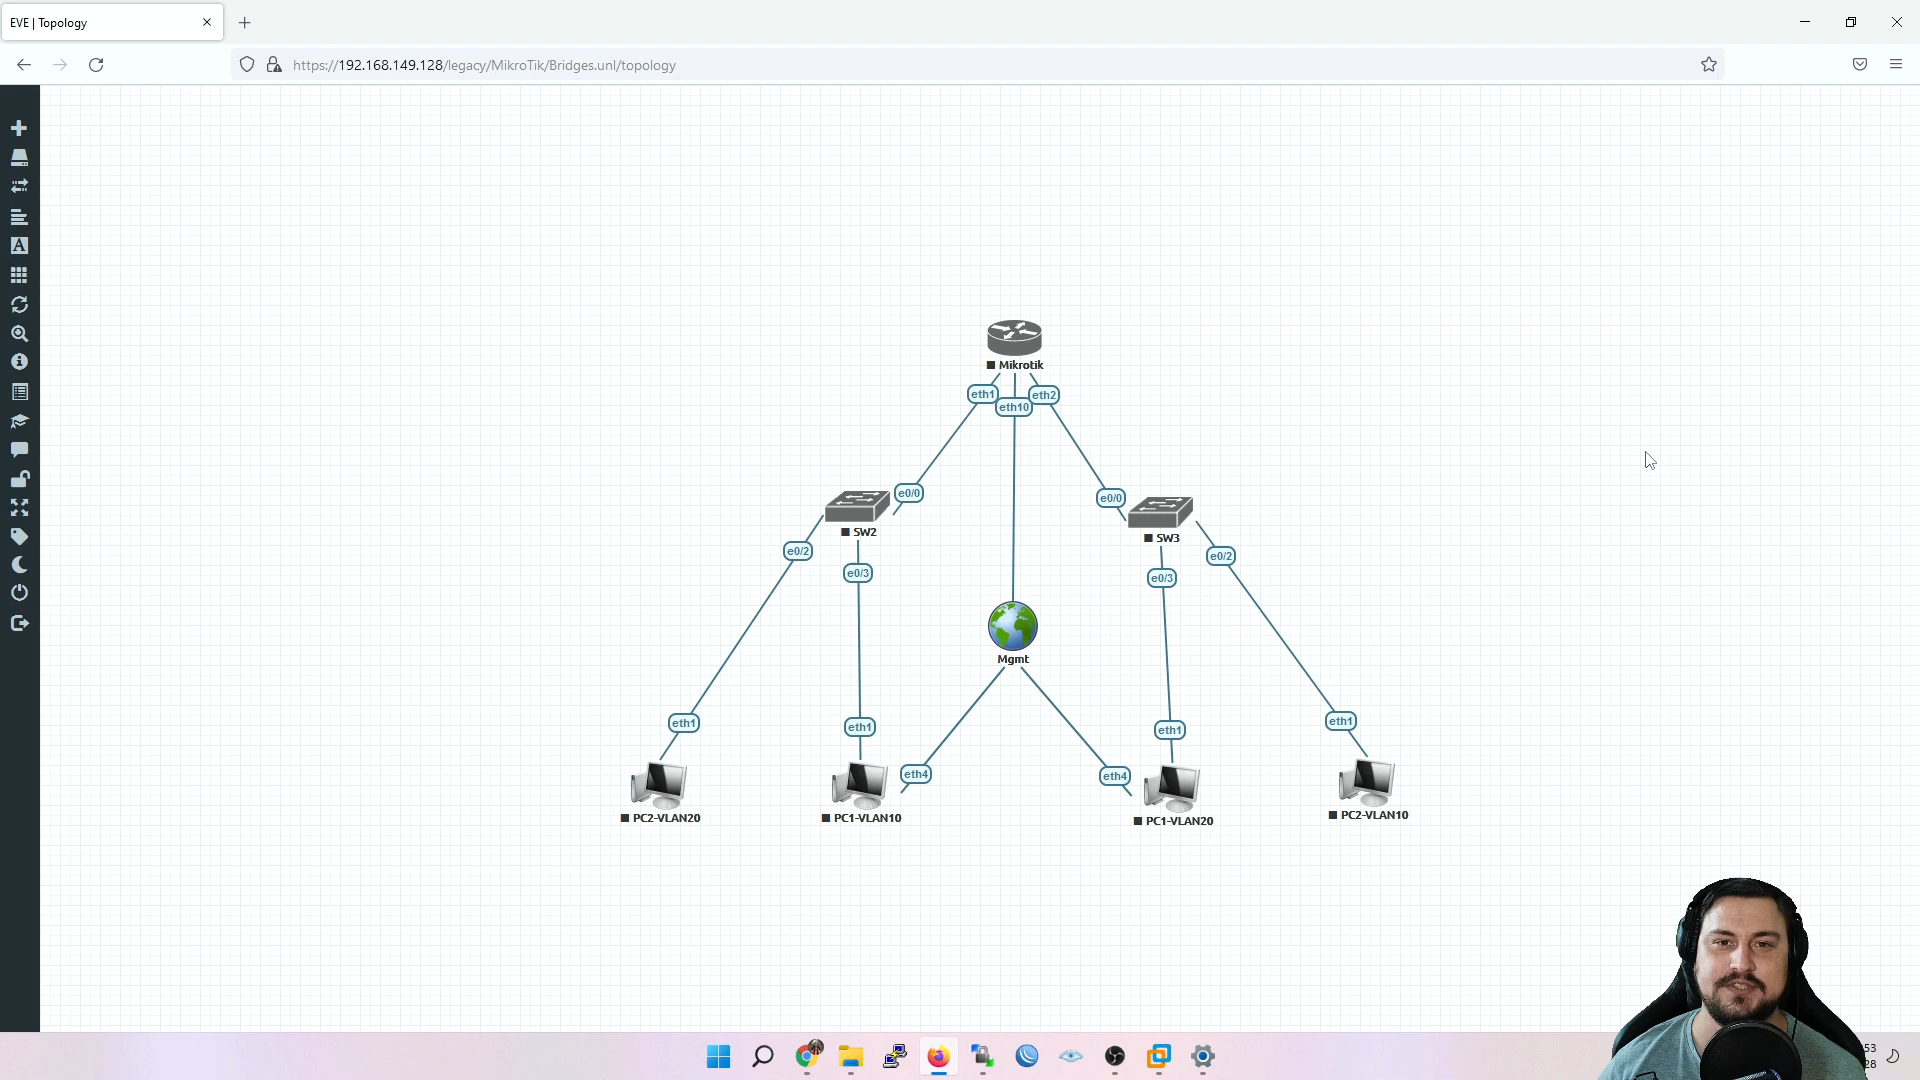 EVE | Topology
https://192.168.149.128/legacy/MikroTik/Bridges.unl/topology
A
Mikrotik
eth1
eth2
eth10
e0/0
e0/0
SW2
SW3
e0/2
e0/2
e0/3
e0/3
Mgmt
eth1
eth1
eth1
eth1
eth4
eth4
PC2-VLAN20
PC1-VLAN10
PC1-VLAN20
PC2-VLAN10
53
28